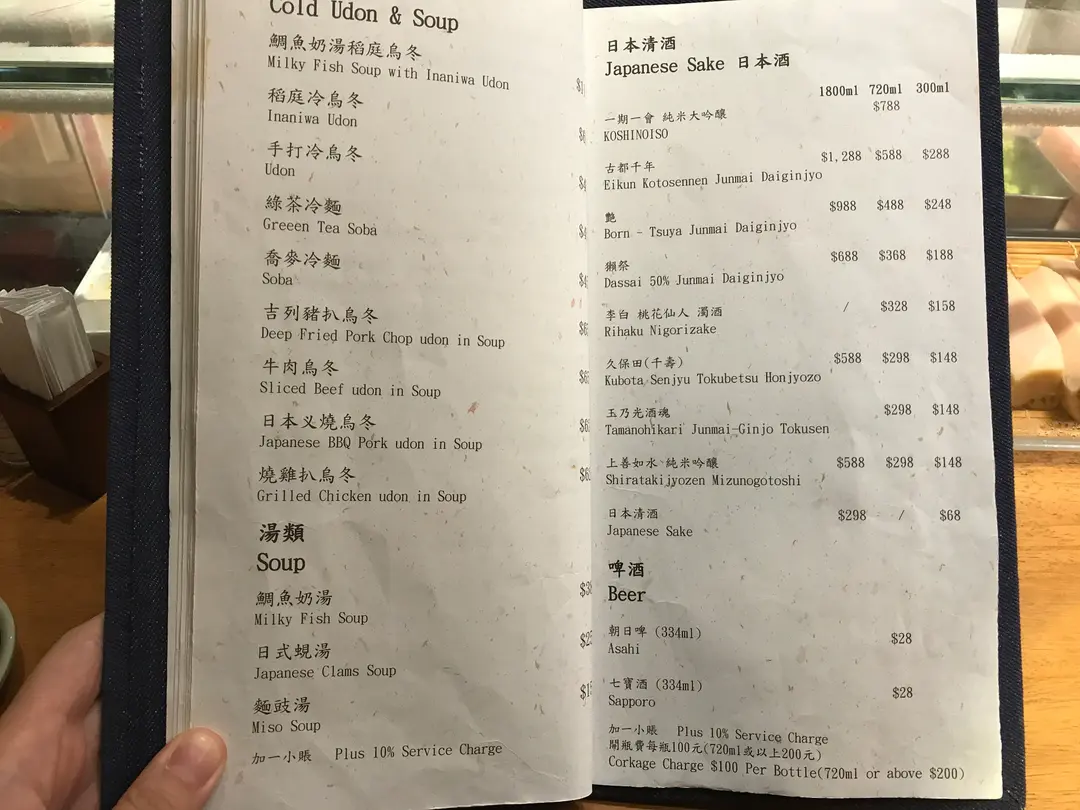 Cold Udon & Soup
鯛魚奶湯稻庭烏冬
Milky Fish Soup with Inaniwa Udon
稻庭冷烏冬
Inaniwa Udon
手打冷烏冬
Udon
綠茶冷麵
Greeen Tea Soba
喬麥冷麵
Soba
吉列豬扒烏冬
Deep Fried Pork Chop udon in Soup
牛肉烏冬
Sliced Beef udon in Soup
日本义燒烏冬
Japanese BBQ Pork udon in Soup
燒雞扒烏冬
Grilled Chicken udon in Soup
湯類
Soup
鯛魚奶湯
Milky Fish Soup
日式蜆湯
Japanese Clams Soup
麵豉湯
Miso Soup
加一小賬 Plus 10% Service Charge
日本清酒
Japanese Sake 日本酒
1800ml 720ml 300ml
一期一會 純米大吟醸 $788
KOSHINOISO
古都千年 $1,288 $588 $288
Eikun Kotosennen Junmai Daiginjyo
艶 $988 $488 $248
Born - Tsuya Junmai Daiginjyo
獺祭 $688 $368 $188
Dassai 50% Junmai Daiginjyo
李白 桃花仙人 濁酒 / $328 $158
Rihaku Nigorizake
久保田(千壽) $588 $298 $148
Kubota Senjyu Tokubetsu Honjyozo
玉乃光酒魂 $298 $148
Tamanohikari Junmai-Ginjo Tokusen
上善如水 純米吟醸 $588 $298 $148
Shiratakijyozen Mizunogotoshi
日本清酒 $298 / $68
Japanese Sake
啤酒
Beer
朝日啤 (334ml) $28
Asahi
七寶酒 (334ml) $28
Sapporo
加一小賬 Plus 10% Service Charge
開瓶費每瓶100元(720ml或以上200元)
Corkage Charge $100 Per Bottle(720ml or above $200)